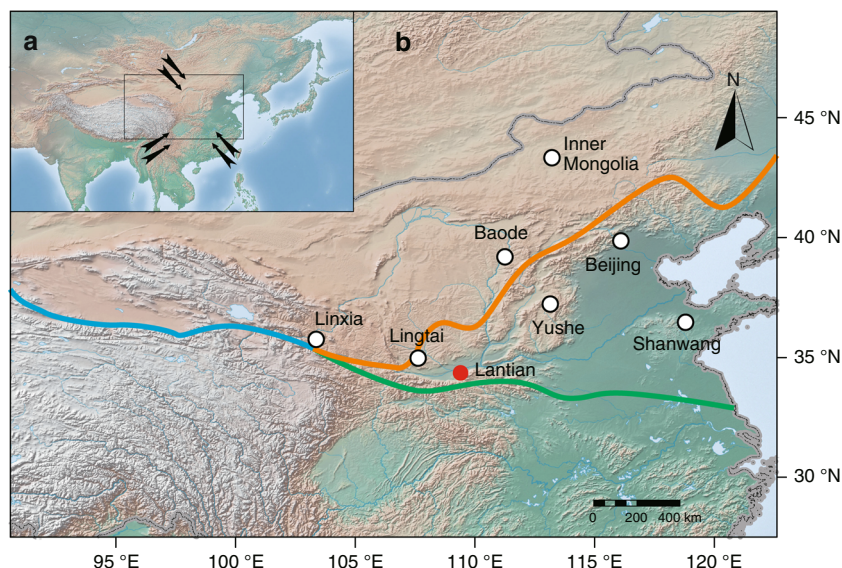 a
b
N
45 °N
Inner
Mongolia
Baode
40 °N
Beijing
Linxia
Lingtai
Yushe
Shanwang
35 °N
Lantian
30 °N
0 200 400 km
95 °E 100 °E 105 °E 110 °E 115 °E 120 °E